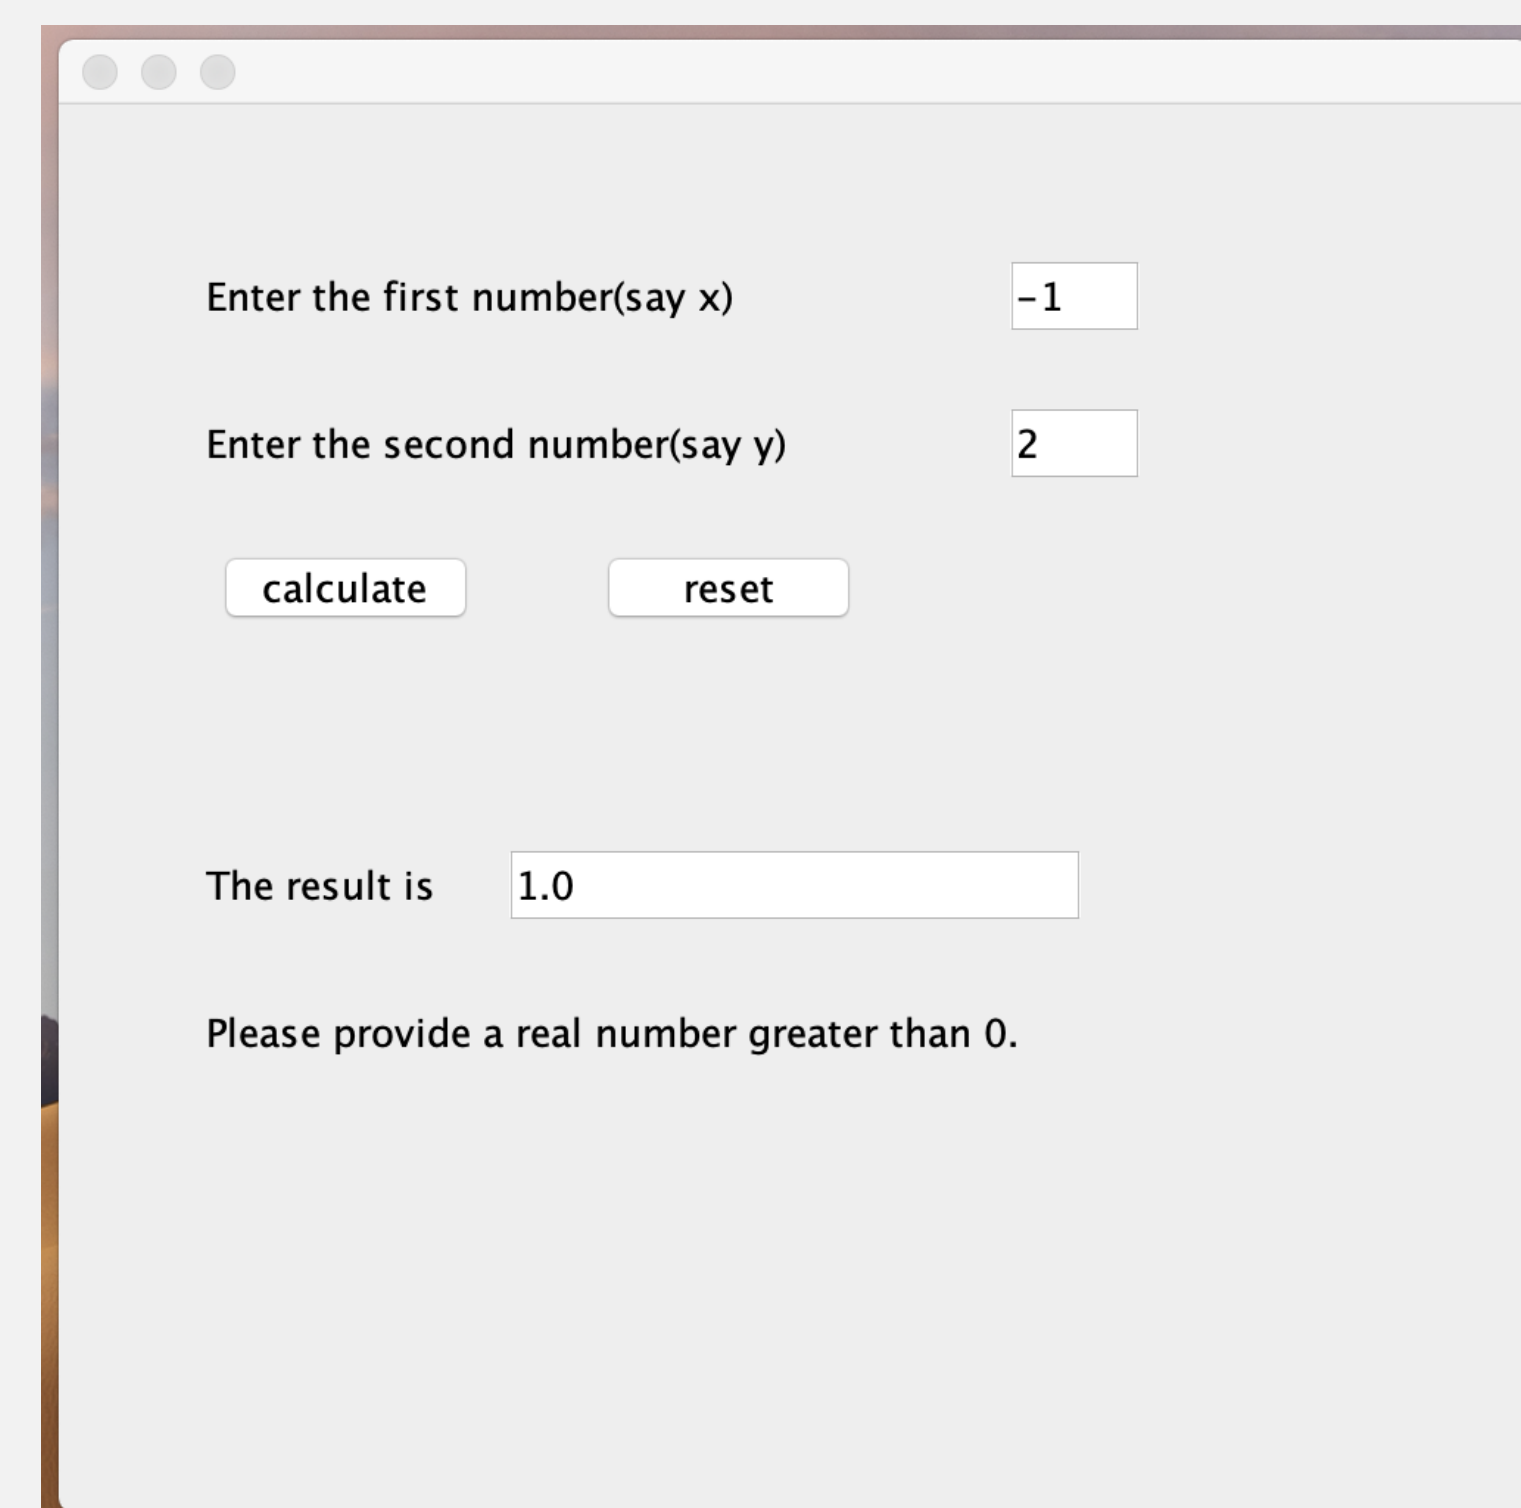 Enter the first number(say x) -1
Enter the second number(say y) 2
calculate reset
The result is 1.0
Please provide a real number greater than 0.